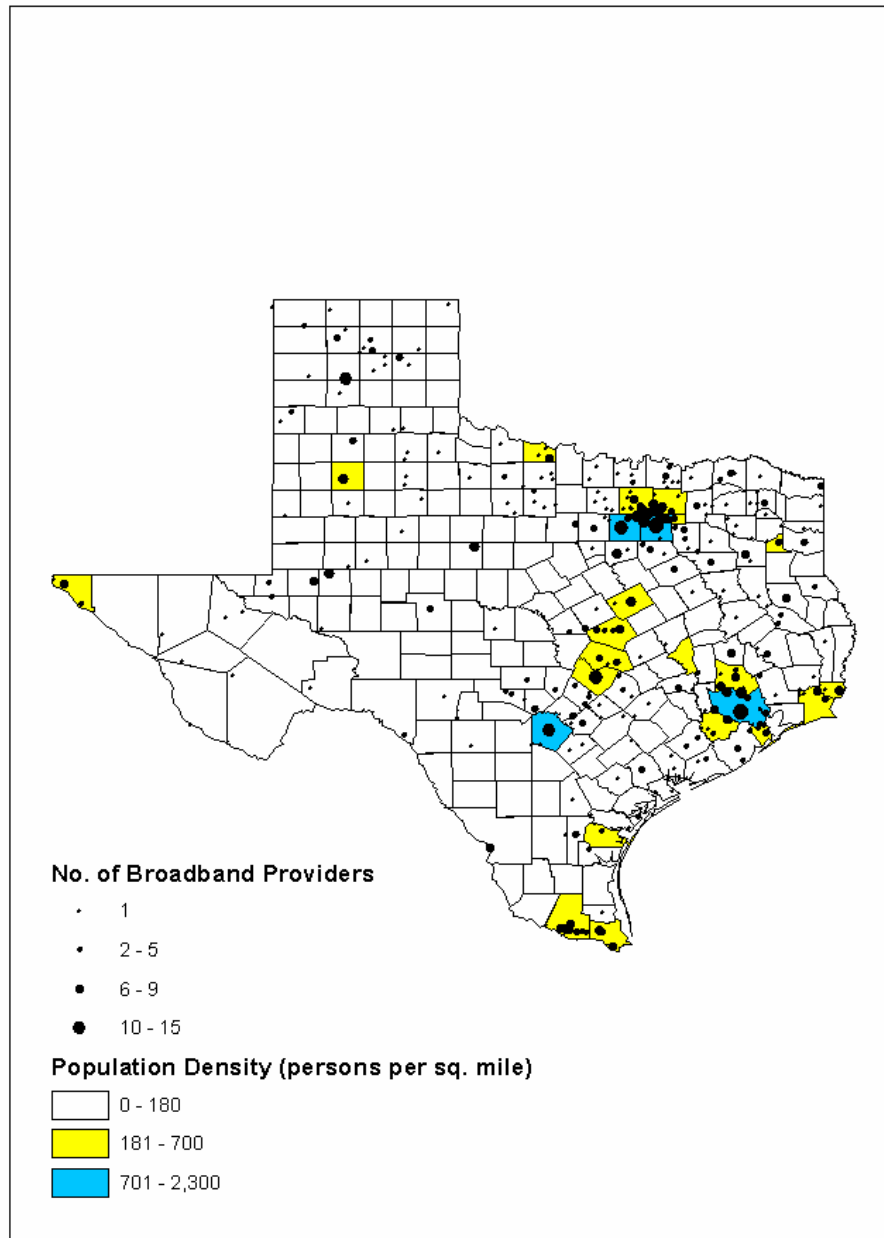 No. of Broadband Providers
1
2 - 5
6 - 9
10 - 15
Population Density (persons per sq. mile)
0 - 180
181 - 700
701 - 2,300